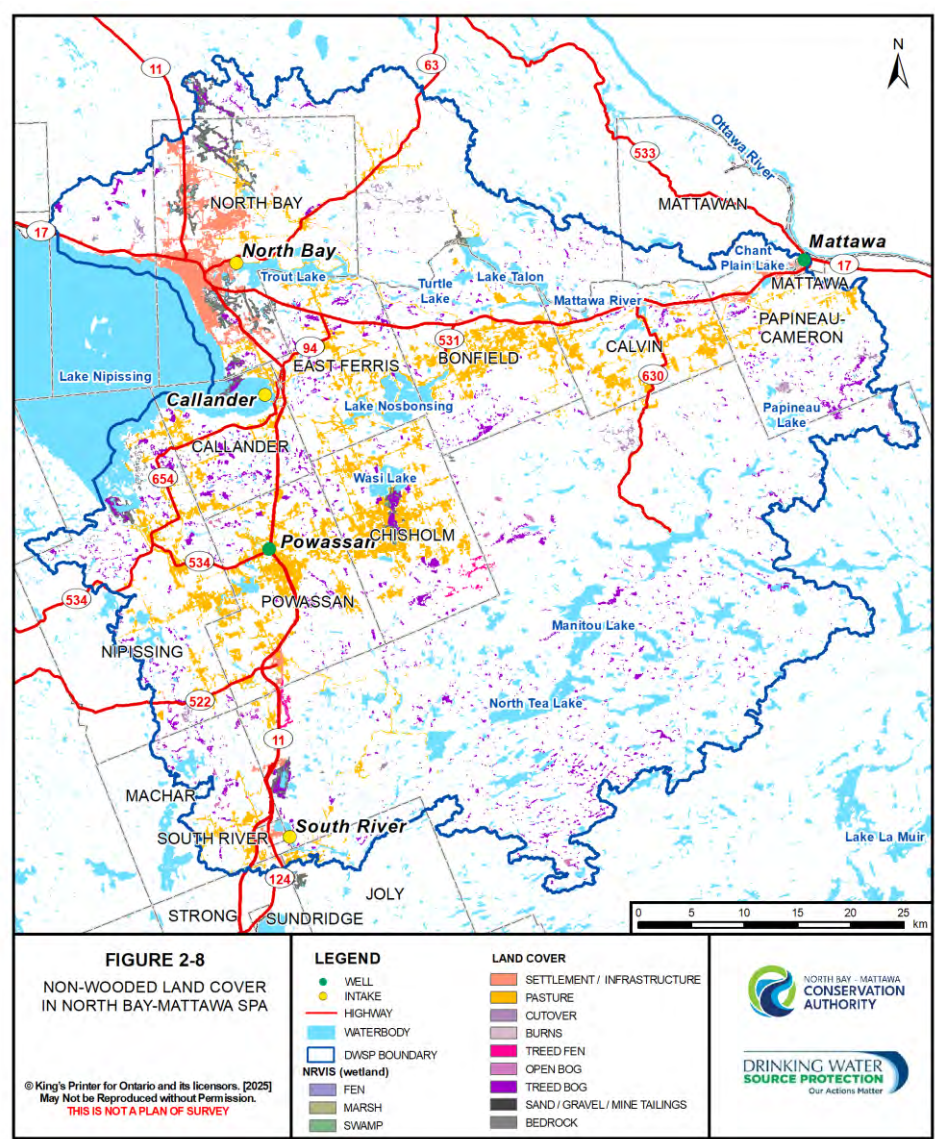 N
11
63
533
Ottawa River
NORTH BAY
MATTAWAN
17
North Bay
Mattawa
Chant
Plain Lake
17
Trout Lake
Turtle
Lake
Lake Talon
MATTAWA
Mattawa River
PAPINEAU-
CAMERON
94
531
EAST FERRIS
BONFIELD
CALVIN
Lake Nipissing
630
Callander
Lake Nosbonsing
Papineau
Lake
CALLANDER
654
Wasi Lake
CHISHOLM
Powassan
534
534
POWASSAN
Manitou Lake
NIPISSING
522
North Tea Lake
11
MACHAR
SOUTH RIVER
South River
Lake La Muir
124
JOLY
STRONG
SUNDRIDGE
0 5 10 15 20 25
km
FIGURE 2-8
NON-WOODED LAND COVER
IN NORTH BAY-MATTAWA SPA
© King's Printer for Ontario and its licensors. [2025]
May Not be Reproduced without Permission.
THIS IS NOT A PLAN OF SURVEY
LEGEND
WELL
INTAKE
HIGHWAY
WATERBODY
DWSP BOUNDARY
NRVIS (wetland)
FEN
MARSH
SWAMP
LAND COVER
SETTLEMENT / INFRASTRUCTURE
PASTURE
CUTOVER
BURNS
TREED FEN
OPEN BOG
TREED BOG
SAND / GRAVEL / MINE TAILINGS
BEDROCK
NORTH BAY - MATTAWA
CONSERVATION
AUTHORITY
DRINKING WATER
SOURCE PROTECTION
Our Actions Matter